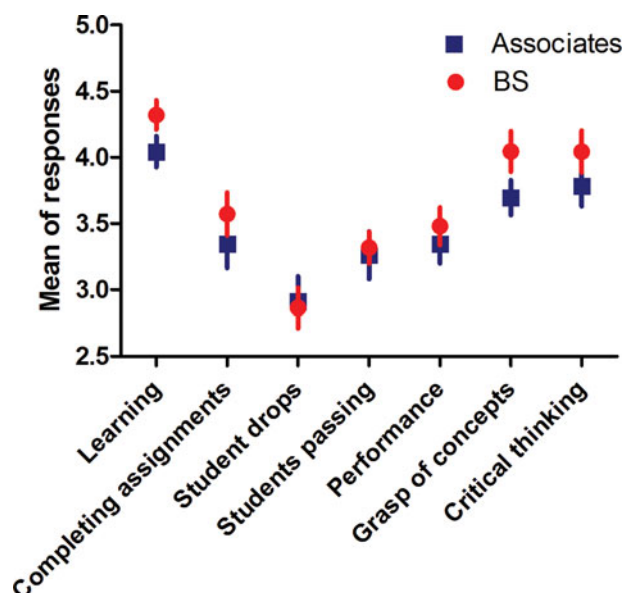 5.0
4.5
4.0
3.5
3.0
2.5
Mean of responses
Associates
BS
Learning
Completing assignments
Student drops
Students passing
Performance
Grasp of concepts
Critical thinking